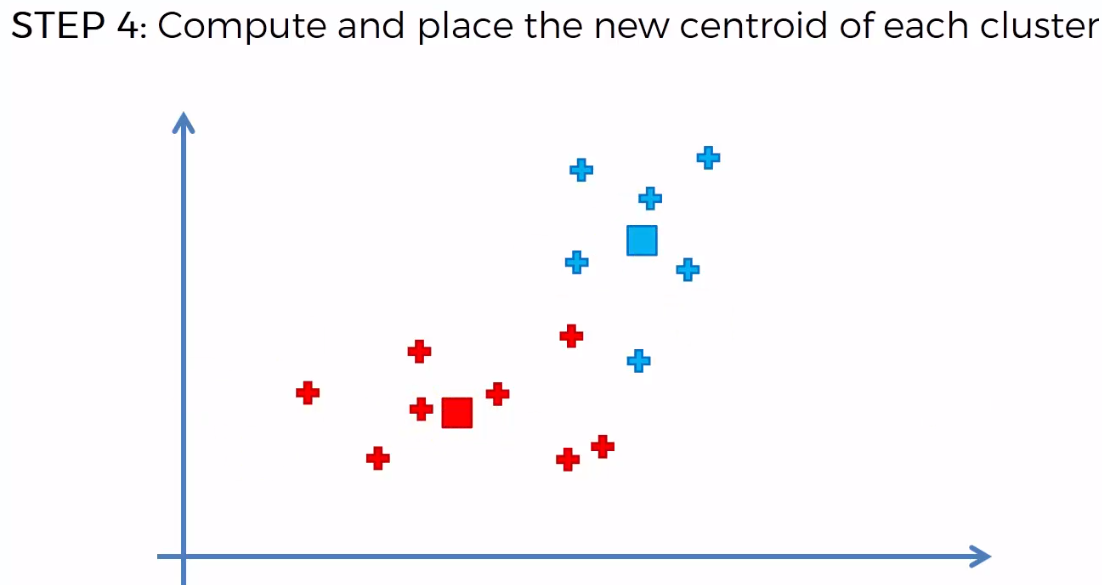 STEP 4: Compute and place the new centroid of each cluster